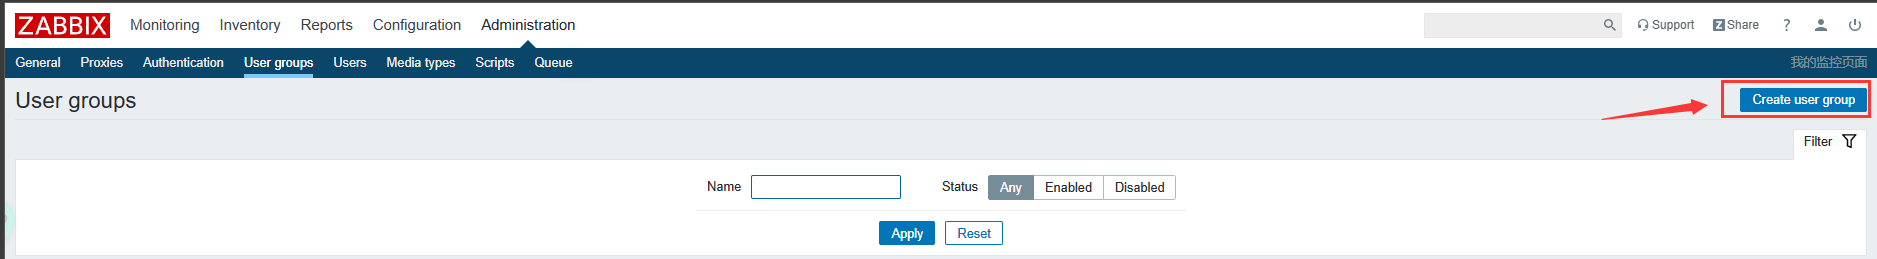 ZABBIX Monitoring Inventory Reports Configuration Administration Support Z Share ?
General Proxies Authentication User groups Users Media types Scripts Queue 我的监控页面
User groups Create user group
Filter
Name Status Any Enabled Disabled
Apply Reset